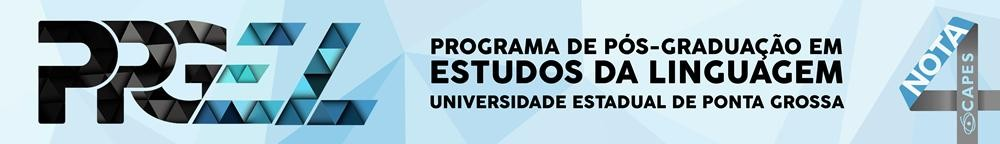 PPGEL
PROGRAMA DE PÓS-GRADUAÇÃO EM
ESTUDOS DA LINGUAGEM
UNIVERSIDADE ESTADUAL DE PONTA GROSSA
NOTA
4
CAPES